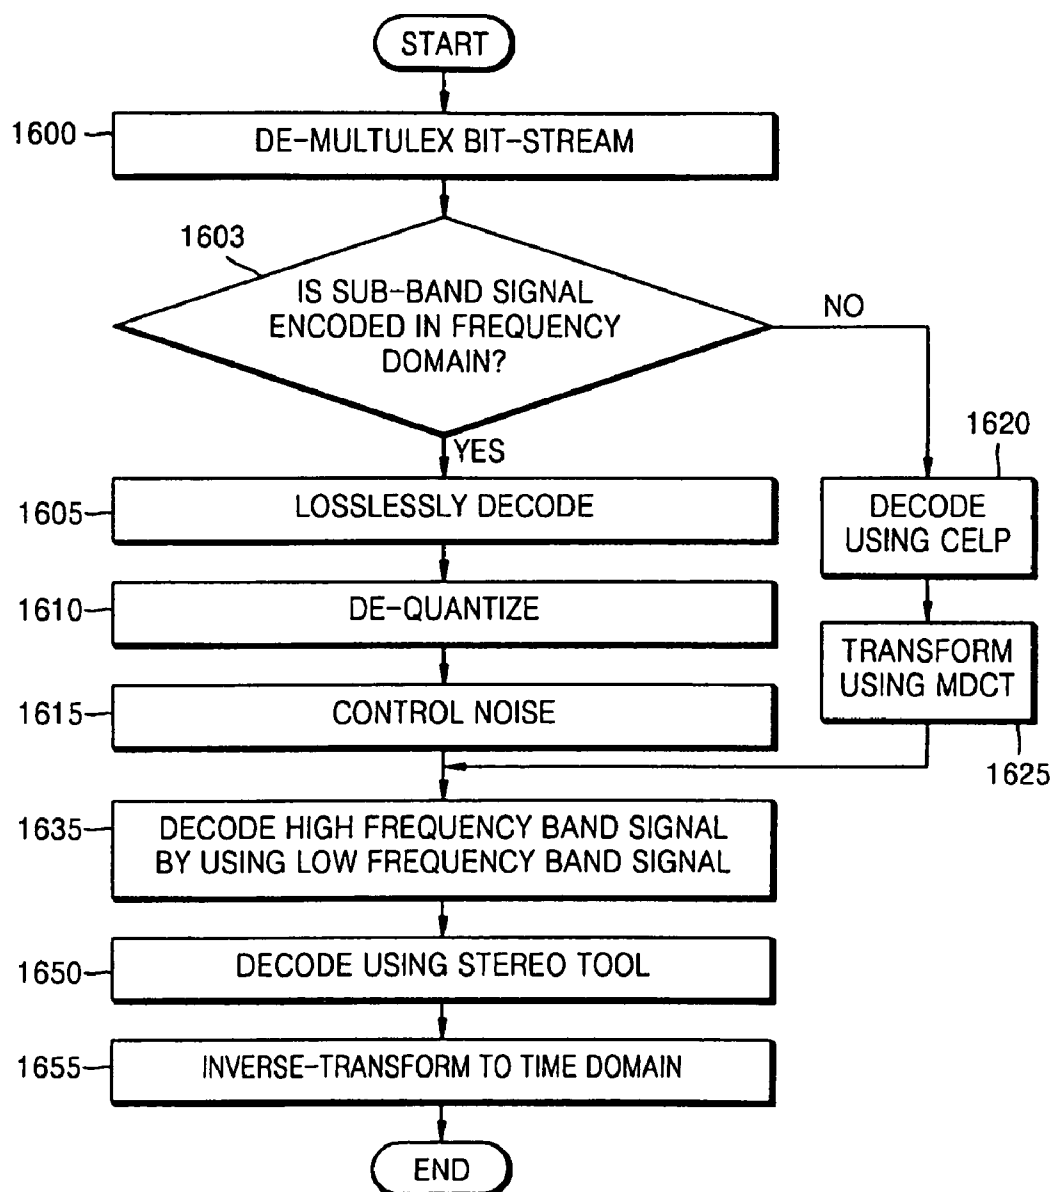 START
1600
DE-MULTULEX BIT-STREAM
1603
IS SUB-BAND SIGNAL
ENCODED IN FREQUENCY
DOMAIN?
NO
YES
1605
LOSSLESSLY DECODE
1620
DECODE
USING CELP
1610
DE-QUANTIZE
TRANSFORM
USING MDCT
1625
1615
CONTROL NOISE
1635
DECODE HIGH FREQUENCY BAND SIGNAL
BY USING LOW FREQUENCY BAND SIGNAL
1650
DECODE USING STEREO TOOL
1655
INVERSE-TRANSFORM TO TIME DOMAIN
END